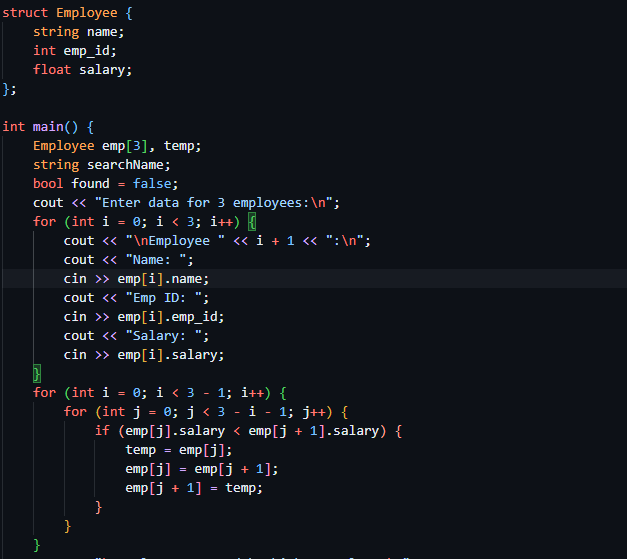 struct Employee {
    string name;
    int emp_id;
    float salary;
};

int main() {
    Employee emp[3], temp;
    string searchName;
    bool found = false;
    cout << "Enter data for 3 employees:\n";
    for (int i = 0; i < 3; i++) {
        cout << "\nEmployee " << i + 1 << ":\n";
        cout << "Name: ";
        cin >> emp[i].name;
        cout << "Emp ID: ";
        cin >> emp[i].emp_id;
        cout << "Salary: ";
        cin >> emp[i].salary;
    }
    for (int i = 0; i < 3 - 1; i++) {
        for (int j = 0; j < 3 - i - 1; j++) {
            if (emp[j].salary < emp[j + 1].salary) {
                temp = emp[j];
                emp[j] = emp[j + 1];
                emp[j + 1] = temp;
            }
        }
    }